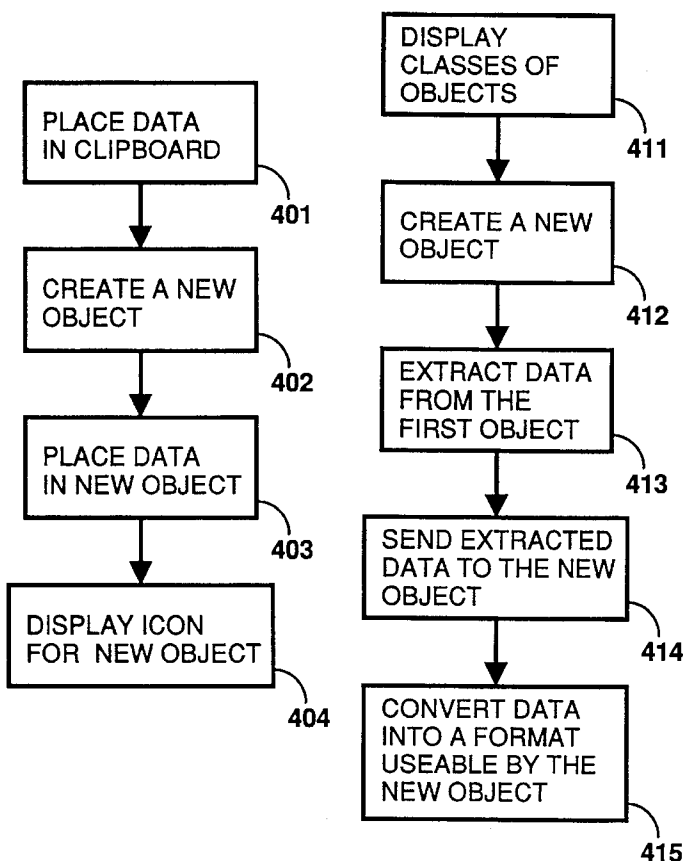 PLACE DATA
IN CLIPBOARD
401
CREATE A NEW
OBJECT
402
PLACE DATA
IN NEW OBJECT
403
DISPLAY ICON
FOR NEW OBJECT
404
DISPLAY
CLASSES OF
OBJECTS
411
CREATE A NEW
OBJECT
412
EXTRACT DATA
FROM THE
FIRST OBJECT
413
SEND EXTRACTED
DATA TO THE NEW
OBJECT
414
CONVERT DATA
INTO A FORMAT
USEABLE BY THE
NEW OBJECT
415